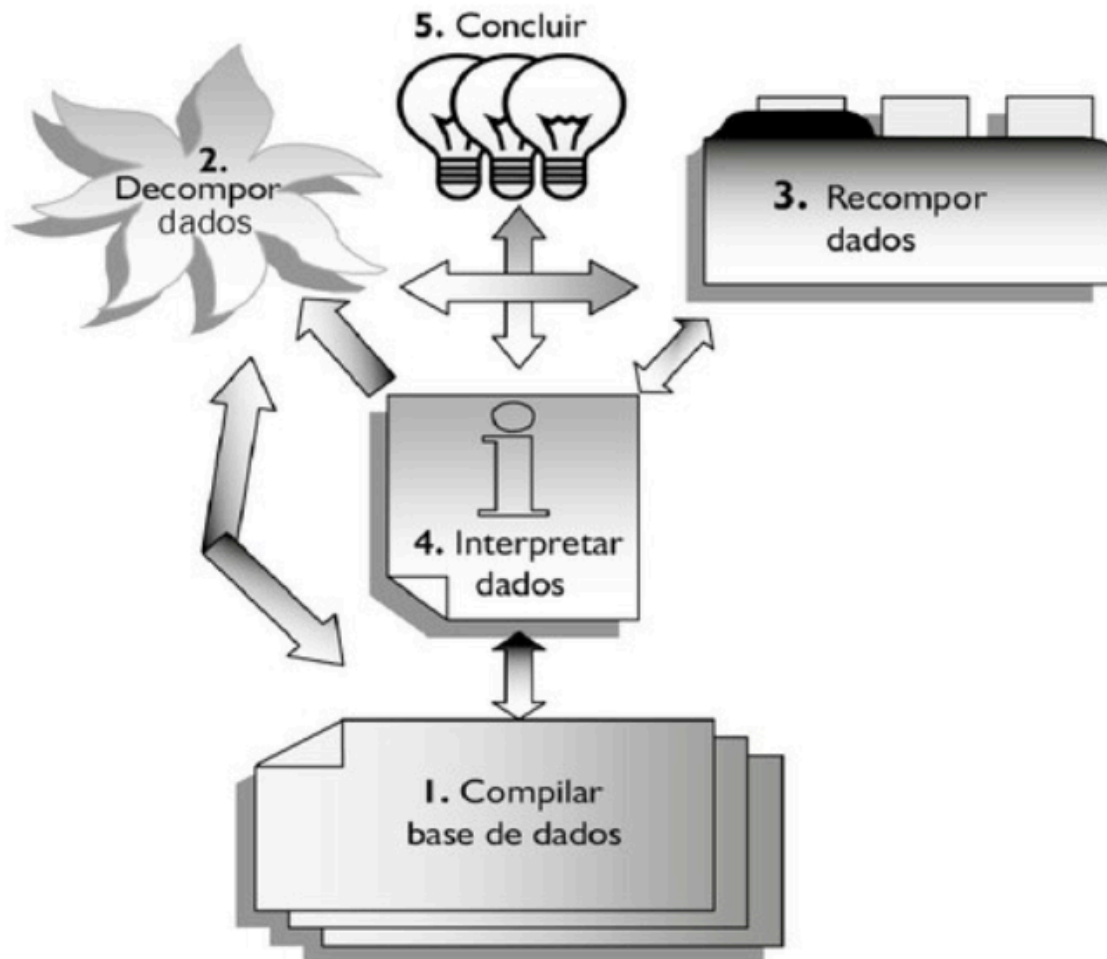 5. Concluir
2.
Decompor
dados
3. Recompor
dados
4. Interpretar
dados
1. Compilar
base de dados